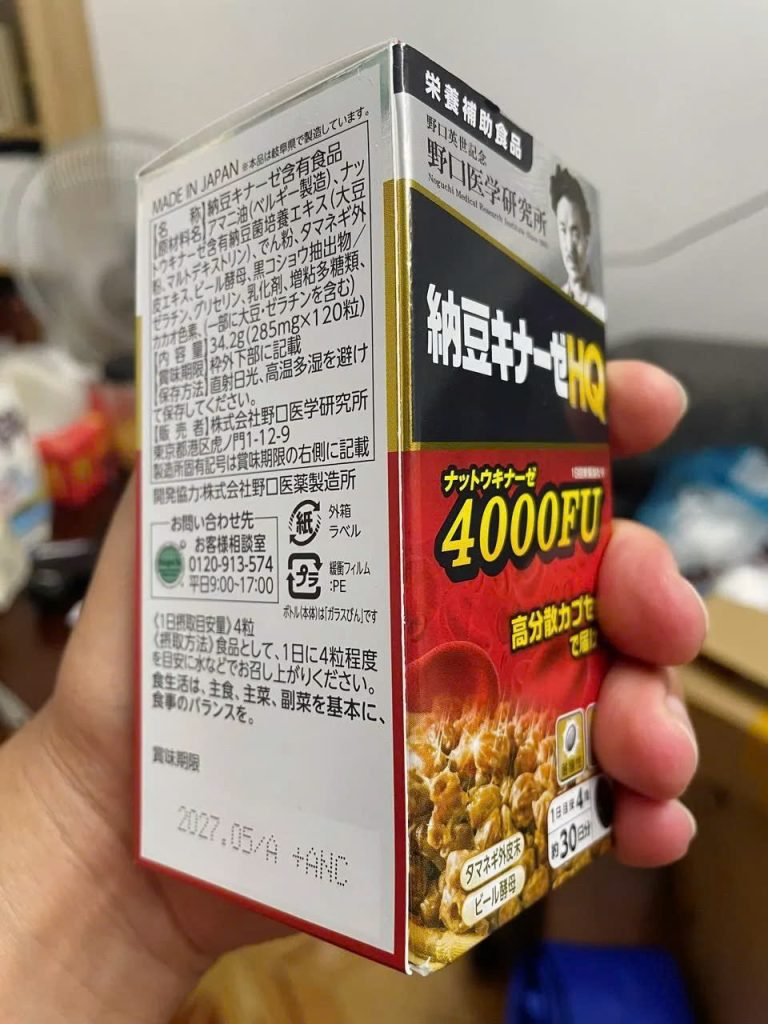 MADE IN JAPAN ※本品は岐阜県で製造しています。
【名　　称】納豆キナーゼ含有食品
【原材料名】アマニ油(ベルギー製造)、ナッ
トウキナーゼ含有納豆菌培養エキス(大豆
粉、マルトデキストリン)、でん粉、タマネギ外
皮エキス、ビール酵母、黒コショウ抽出物/
ゼラチン、グリセリン、乳化剤、増粘多糖類、
カカオ色素、(一部に大豆・ゼラチンを含む)
【内 容 量】34.2g(285mg×120粒)
【賞味期限】枠外下部に記載
【保存方法】直射日光、高温多湿を避け
て保存してください。
【販 売 者】株式会社野口医学研究所
東京都港区虎ノ門1-12-9
製造所固有記号は賞味期限の右側に記載
開発協力:株式会社野口医薬製造所
お問い合わせ先
お客様相談室
0120-913-574
平日9:00~17:00
紙
外箱
ラベル
プラ
緩衝フィルム
:PE
ボトル(本体)は「ガラスびん」です
《1日摂取目安量》4粒
《摂取方法》食品として、1日に4粒程度
を目安に水などでお召し上がりください。
食生活は、主食、主菜、副菜を基本に、
食事のバランスを。
賞味期限
2027.05/A +ANC
栄養補助食品
野口英世記念
野口医学研究所
Noguchi Medical Research Institute
納豆キナーゼHQ
ナットウキナーゼ
4000FU
高分散カプセ
で届
1日目安4粒
約30日分
タマネギ外皮末
ビール酵母